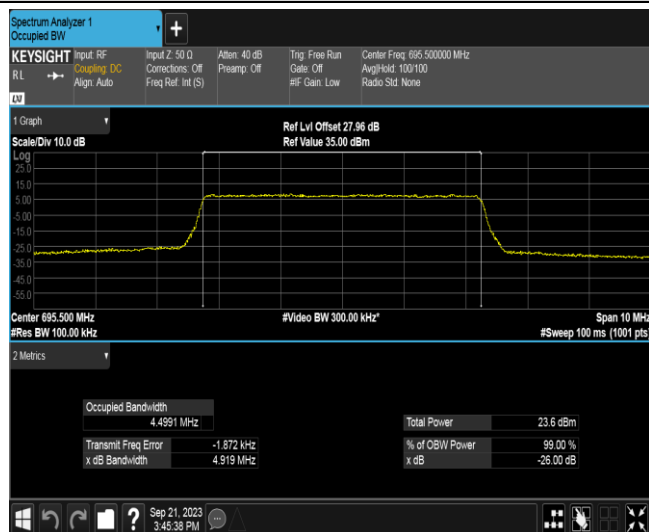 Spectrum Analyzer 1
Occupied BW
+
KEYSIGHT Input: RF Input Z: 50 Ω Atten: 40 dB Trig: Free Run Center Freq: 695.500000 MHz
RL Coupling: DC Corrections: Off Preamp: Off Gate: Off Avg|Hold: 100/100
Align: Auto Freq Ref: Int (S) #IF Gain: Low Radio Std: None
LXI
1 Graph
Ref Lvl Offset 27.96 dB
Scale/Div 10.0 dB Ref Value 35.00 dBm
Log
25.0
15.0
5.00
-5.00
-15.0
-25.0
-35.0
-45.0
-55.0
Center 695.500 MHz #Video BW 300.00 kHz* Span 10 MHz
#Res BW 100.00 kHz #Sweep 100 ms (1001 pts)
2 Metrics
Occupied Bandwidth
4.4991 MHz Total Power 23.6 dBm
Transmit Freq Error -1.872 kHz % of OBW Power 99.00 %
x dB Bandwidth 4.919 MHz x dB -26.00 dB
? Sep 21, 2023
3:45:38 PM